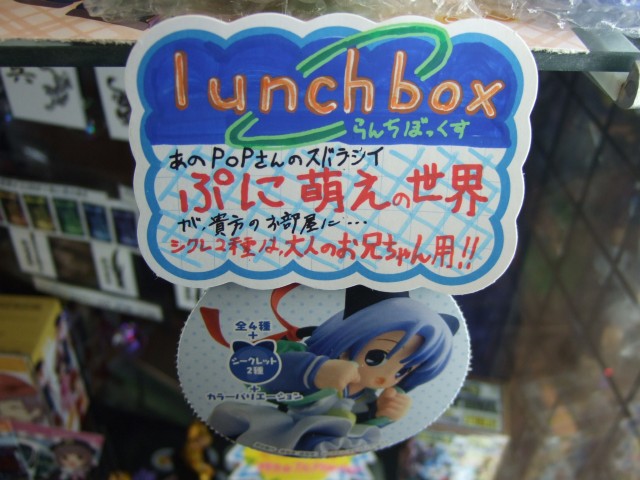 lunchbox
らんちぼっくす
あのPOPさんのスバラシイ
ぷに萌えの世界
が、貴方のお部屋に…
シクレ2種は、大人のお兄ちゃん用!!
全4種
+
シークレット
2種
+
カラーバリエーション